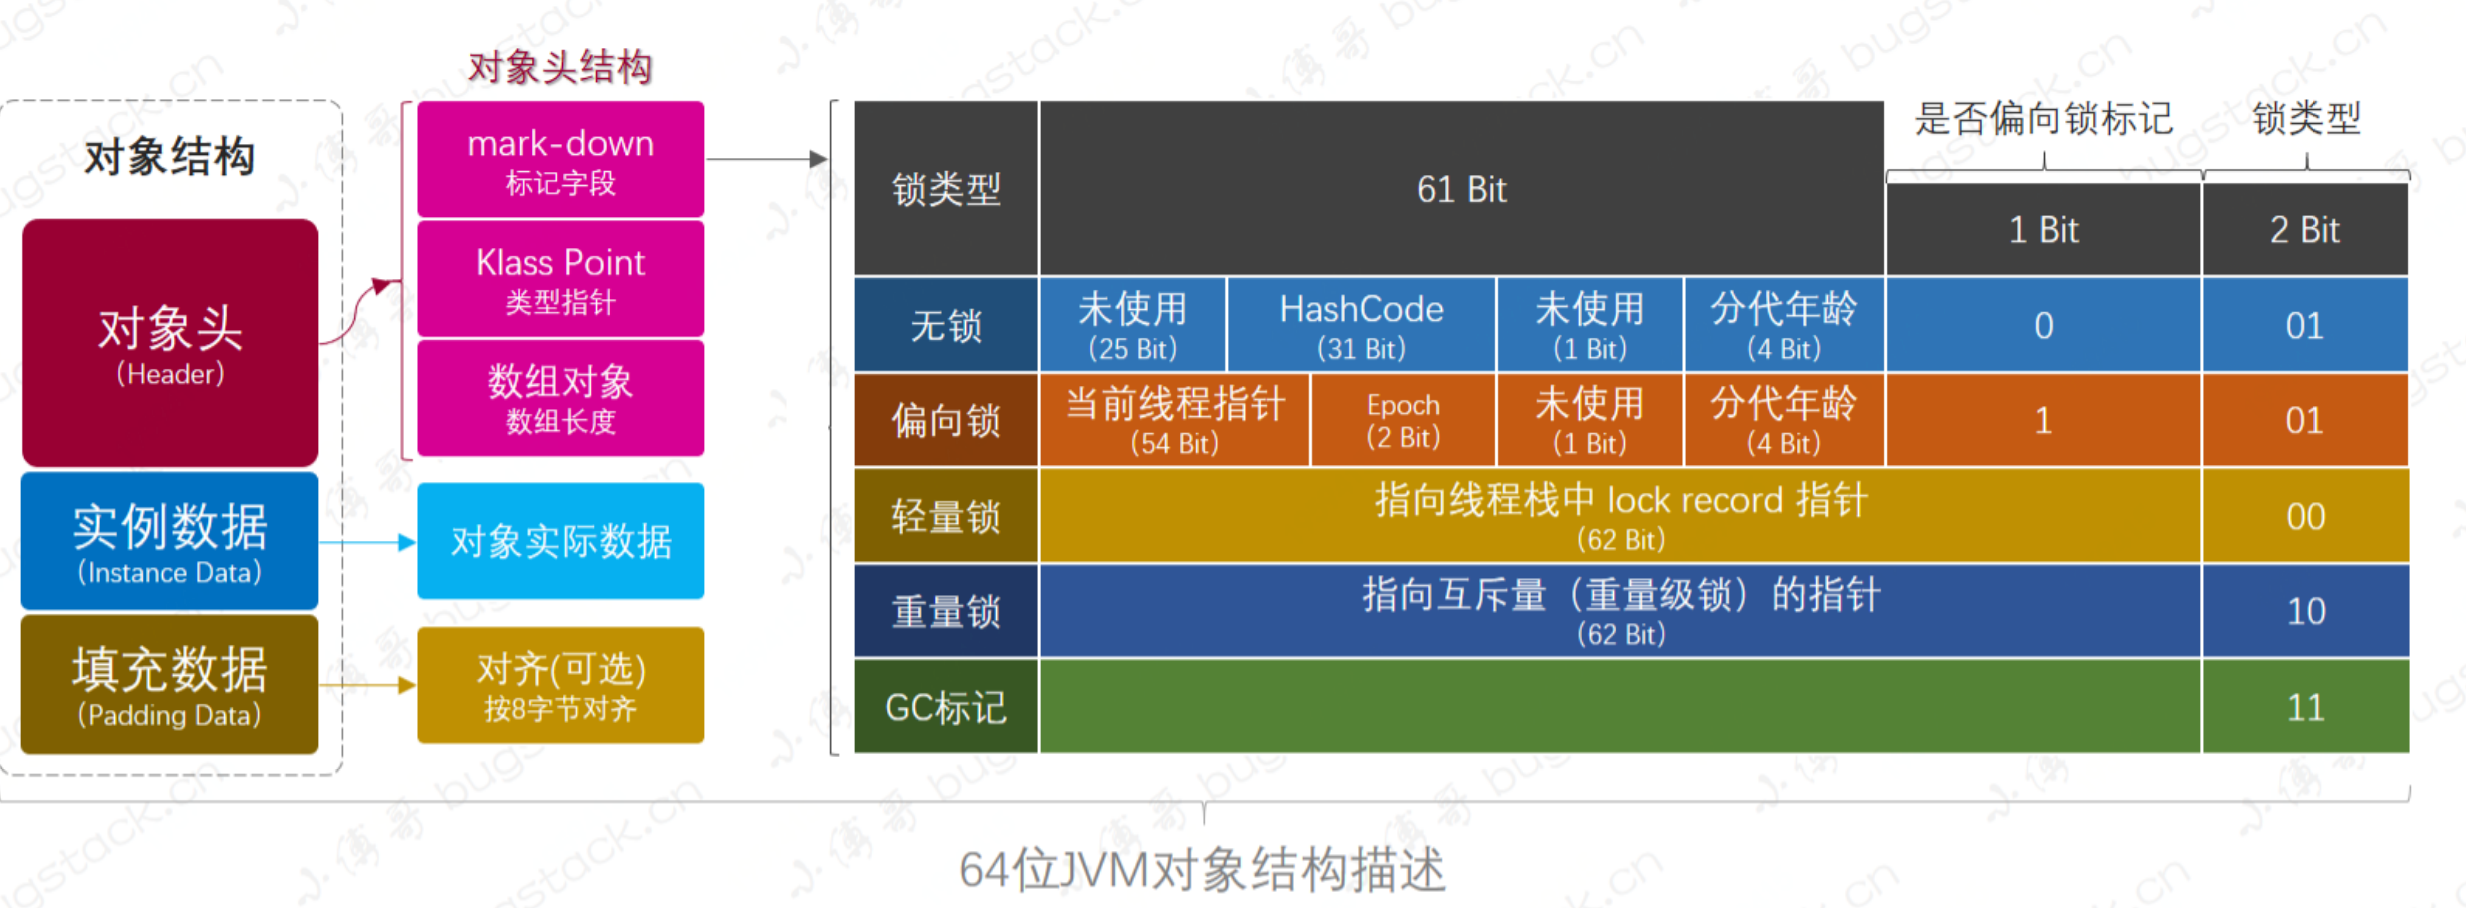 对象结构
对象头
（Header）
实例数据
（Instance Data）
填充数据
（Padding Data）
对象头结构
mark-down
标记字段
Klass Point
类型指针
数组对象
数组长度
对象实际数据
对齐(可选)
按8字节对齐
是否偏向锁标记
锁类型
锁类型
61 Bit
1 Bit
2 Bit
无锁
未使用
（25 Bit）
HashCode
（31 Bit）
未使用
（1 Bit）
分代年龄
（4 Bit）
0
01
偏向锁
当前线程指针
（54 Bit）
Epoch
（2 Bit）
未使用
（1 Bit）
分代年龄
（4 Bit）
1
01
轻量锁
指向线程栈中 lock record 指针
（62 Bit）
00
重量锁
指向互斥量（重量级锁）的指针
（62 Bit）
10
GC标记
11
64位JVM对象结构描述
小傅哥 bugstack.cn